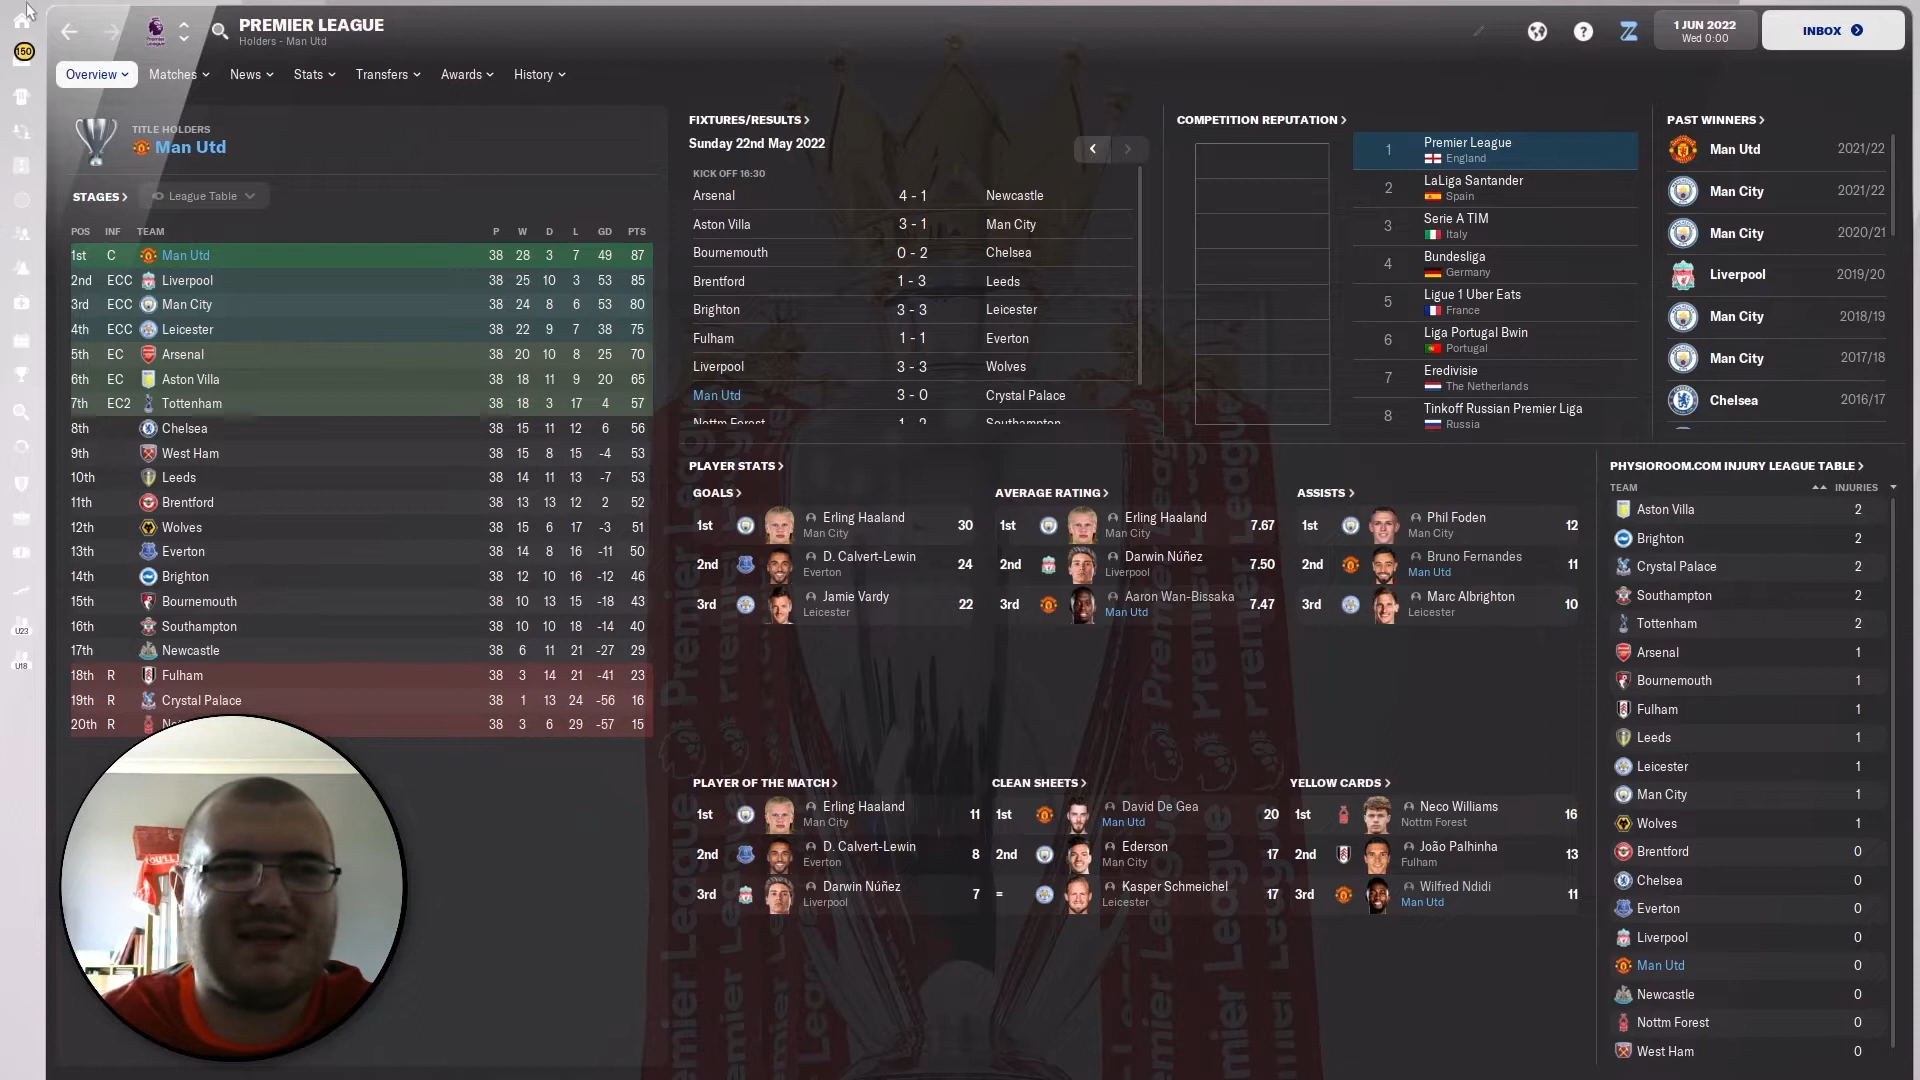 PREMIER LEAGUE
Holders - Man Utd
1 JUN 2022
Wed 0:00
INBOX
150
Overview
Matches
News
Stats
Transfers
Awards
History
TITLE HOLDERS
Man Utd
STAGES
League Table
POS INF TEAM P W D L GD PTS
1st C Man Utd 38 28 3 7 49 87
2nd ECC Liverpool 38 25 10 3 53 85
3rd ECC Man City 38 24 8 6 53 80
4th ECC Leicester 38 22 9 7 38 75
5th EC Arsenal 38 20 10 8 25 70
6th EC Aston Villa 38 18 11 9 20 65
7th EC2 Tottenham 38 18 3 17 4 57
8th Chelsea 38 15 11 12 6 56
9th West Ham 38 15 8 15 -4 53
10th Leeds 38 14 11 13 -7 53
11th Brentford 38 13 13 12 2 52
12th Wolves 38 15 6 17 -3 51
13th Everton 38 14 8 16 -11 50
14th Brighton 38 12 10 16 -12 46
15th Bournemouth 38 10 13 15 -18 43
16th Southampton 38 10 10 18 -14 40
17th Newcastle 38 6 11 21 -27 29
18th R Fulham 38 3 14 21 -41 23
19th R Crystal Palace 38 1 13 24 -56 16
20th R 38 3 6 29 -57 15
U23
U18
FIXTURES/RESULTS
Sunday 22nd May 2022
KICK OFF 16:30
Arsenal 4 - 1 Newcastle
Aston Villa 3 - 1 Man City
Bournemouth 0 - 2 Chelsea
Brentford 1 - 3 Leeds
Brighton 3 - 3 Leicester
Fulham 1 - 1 Everton
Liverpool 3 - 3 Wolves
Man Utd 3 - 0 Crystal Palace
Nottm Forest 1 - 2 Southampton
COMPETITION REPUTATION
1 Premier League
England
2 LaLiga Santander
Spain
3 Serie A TIM
Italy
4 Bundesliga
Germany
5 Ligue 1 Uber Eats
France
6 Liga Portugal Bwin
Portugal
7 Eredivisie
The Netherlands
8 Tinkoff Russian Premier Liga
Russia
PAST WINNERS
Man Utd 2021/22
Man City 2021/22
Man City 2020/21
Liverpool 2019/20
Man City 2018/19
Man City 2017/18
Chelsea 2016/17
PLAYER STATS
GOALS
1st Erling Haaland 30
Man City
2nd D. Calvert-Lewin 24
Everton
3rd Jamie Vardy 22
Leicester
AVERAGE RATING
1st Erling Haaland 7.67
Man City
2nd Darwin Núñez 7.50
Liverpool
3rd Aaron Wan-Bissaka 7.47
Man Utd
ASSISTS
1st Phil Foden 12
Man City
2nd Bruno Fernandes 11
Man Utd
3rd Marc Albrighton 10
Leicester
PLAYER OF THE MATCH
1st Erling Haaland 11
Man City
2nd D. Calvert-Lewin 8
Everton
3rd Darwin Núñez 7
Liverpool
CLEAN SHEETS
1st David De Gea 20
Man Utd
2nd Ederson 17
Man City
= Kasper Schmeichel 17
Leicester
YELLOW CARDS
1st Neco Williams 16
Nottm Forest
2nd João Palhinha 13
Fulham
3rd Wilfred Ndidi 11
Man Utd
PHYSIOROOM.COM INJURY LEAGUE TABLE
TEAM INJURIES
Aston Villa 2
Brighton 2
Crystal Palace 2
Southampton 2
Tottenham 2
Arsenal 1
Bournemouth 1
Fulham 1
Leeds 1
Leicester 1
Man City 1
Wolves 1
Brentford 0
Chelsea 0
Everton 0
Liverpool 0
Man Utd 0
Newcastle 0
Nottm Forest 0
West Ham 0
YOU'LL
Premier League
Premier League